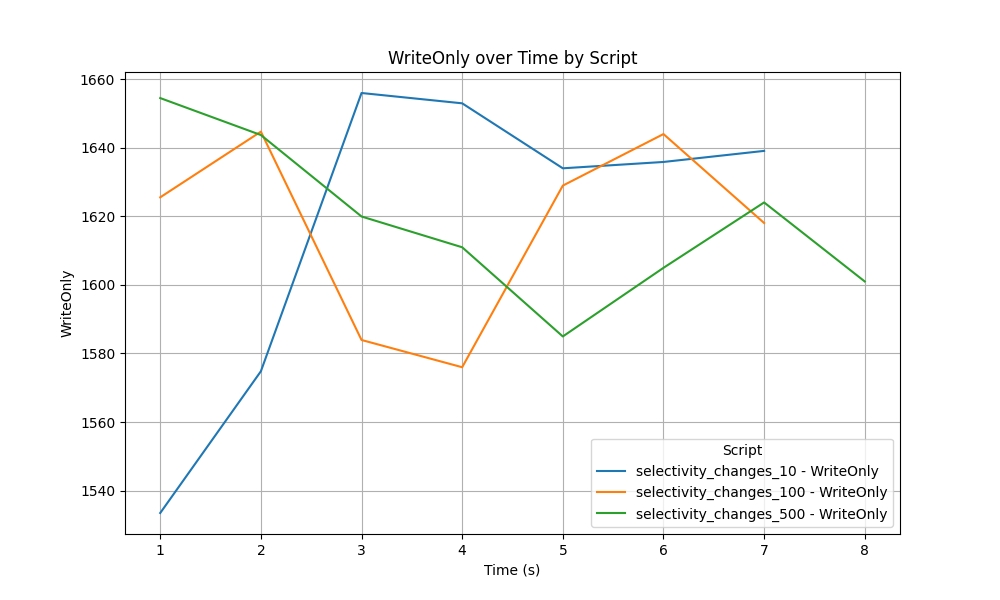 WriteOnly over Time by Script
WriteOnly
1660
1640
1620
1600
1580
1560
1540
1 2 3 4 5 6 7 8
Time (s)
Script
selectivity_changes_10 - WriteOnly
selectivity_changes_100 - WriteOnly
selectivity_changes_500 - WriteOnly